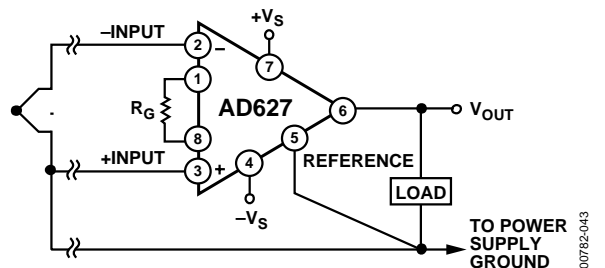 –INPUT
+VS
2
–
7
1
RG
AD627
6
VOUT
8
5
REFERENCE
+INPUT
3
+
4
LOAD
–VS
TO POWER
SUPPLY
GROUND
00782-043